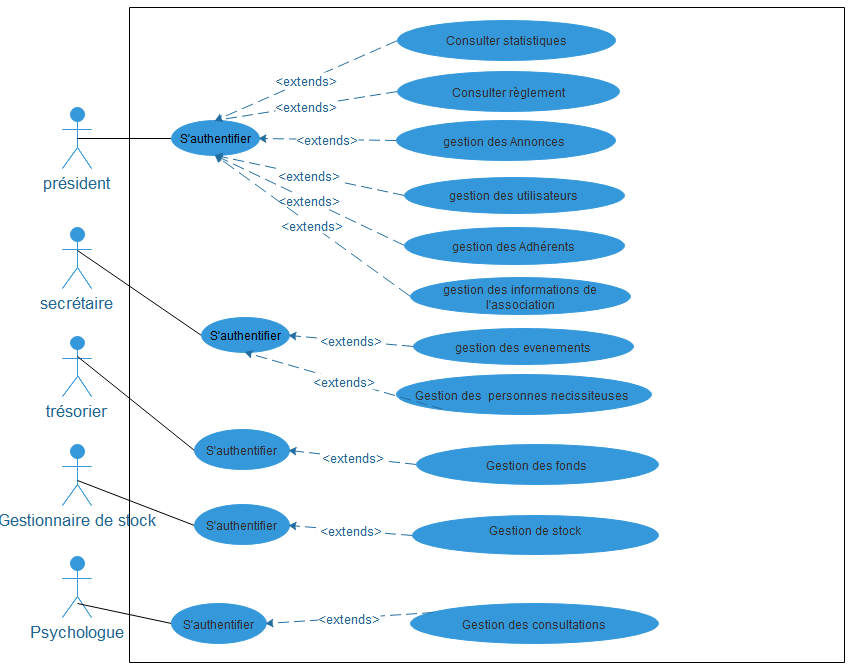 Consulter statistiques
<extends>
Consulter règlement
<extends>
S'authentifier
<extends>
gestion des Annonces
président
<extends>
gestion des utilisateurs
<extends>
<extends>
gestion des Adhérents
secrétaire
gestion des informations de
l'association
S'authentifier
<extends>
gestion des evenements
<extends>
Gestion des personnes necissiteuses
trésorier
S'authentifier
<extends>
Gestion des fonds
Gestionnaire de stock
S'authentifier
<extends>
Gestion de stock
Psychologue
S'authentifier
<extends>
Gestion des consultations